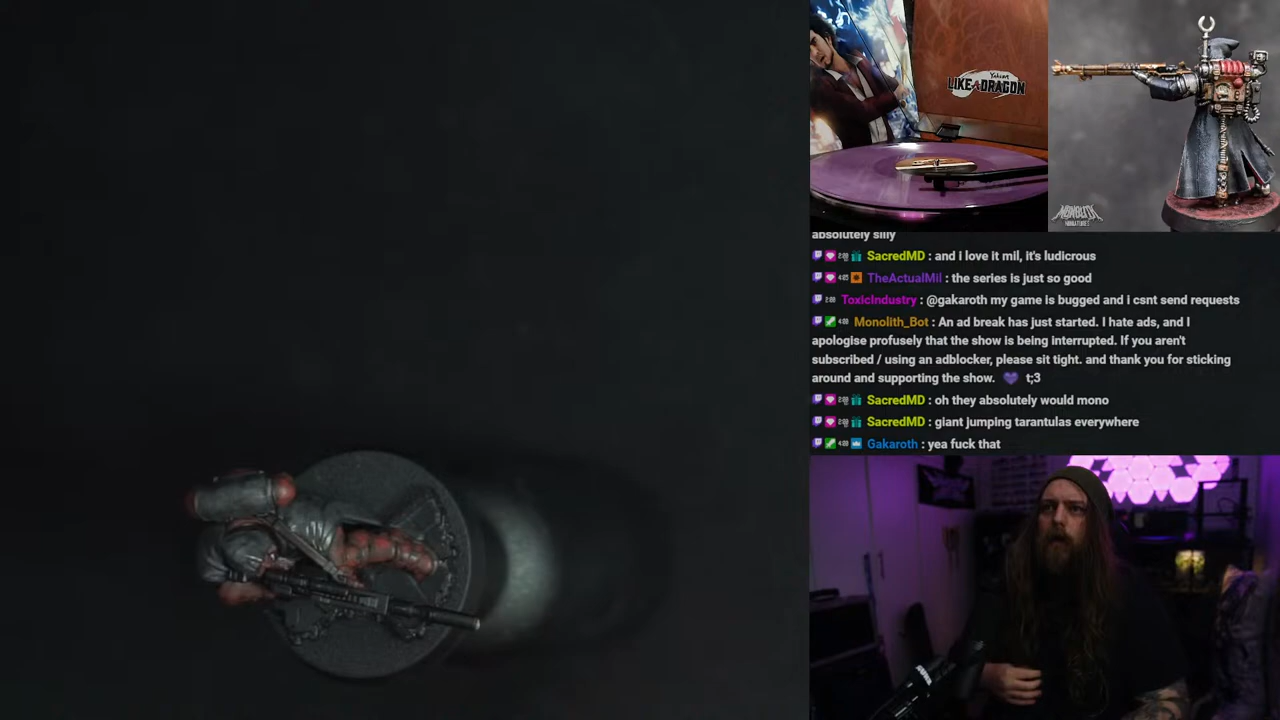 Yakuza
LIKE A DRAGON
MONOLITH
MINIATURES
absolutely silly
SacredMD : and i love it mil, it's ludicrous
TheActualMil : the series is just so good
ToxicIndustry : @gakaroth my game is bugged and i csnt send requests
Monolith_Bot : An ad break has just started. I hate ads, and I
apologise profusely that the show is being interrupted. If you aren't
subscribed / using an adblocker, please sit tight. and thank you for sticking
around and supporting the show. t;3
SacredMD : oh they absolutely would mono
SacredMD : giant jumping tarantulas everywhere
Gakaroth : yea fuck that